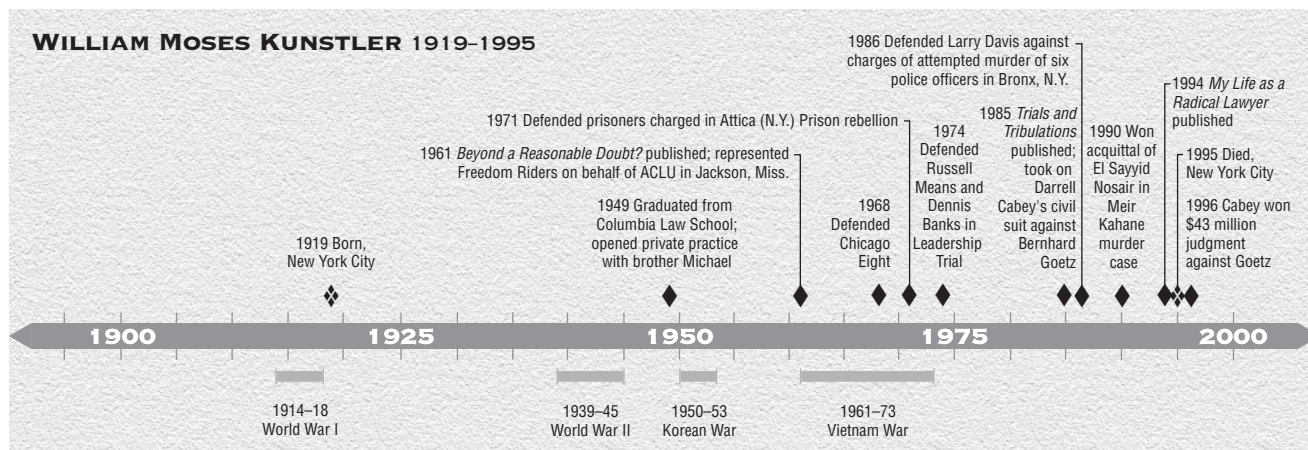 WILLIAM MOSES KUNSTLER 1919–1995
1919 Born,
New York City
1949 Graduated from
Columbia Law School;
opened private practice
with brother Michael
1961 Beyond a Reasonable Doubt? published; represented
Freedom Riders on behalf of ACLU in Jackson, Miss.
1968
Defended
Chicago
Eight
1971 Defended prisoners charged in Attica (N.Y.) Prison rebellion
1974
Defended
Russell
Means and
Dennis
Banks in
Leadership
Trial
1985 Trials and
Tribulations
published;
took on
Darrell
Cabey's civil
suit against
Bernhard
Goetz
1986 Defended Larry Davis against
charges of attempted murder of six
police officers in Bronx, N.Y.
1990 Won
acquittal of
El Sayyid
Nosair in
Meir
Kahane
murder
case
1994 My Life as a
Radical Lawyer
published
1995 Died,
New York City
1996 Cabey won
$43 million
judgment
against Goetz
1900 1925 1950 1975 2000
1914–18
World War I
1939–45
World War II
1950–53
Korean War
1961–73
Vietnam War